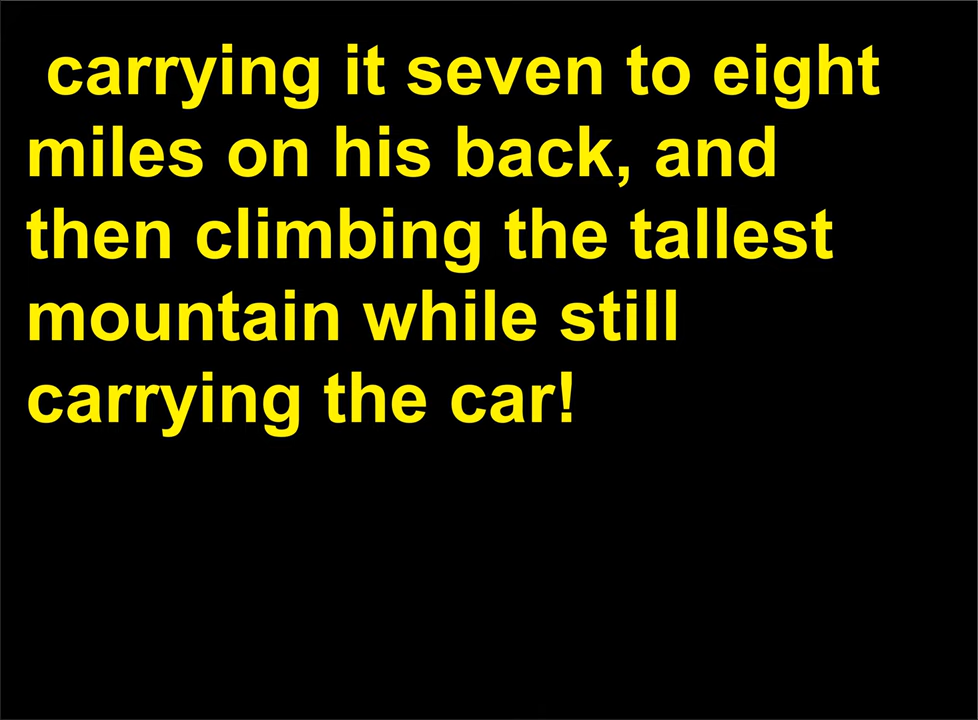 carrying it seven to eight
miles on his back, and
then climbing the tallest
mountain while still
carrying the car!